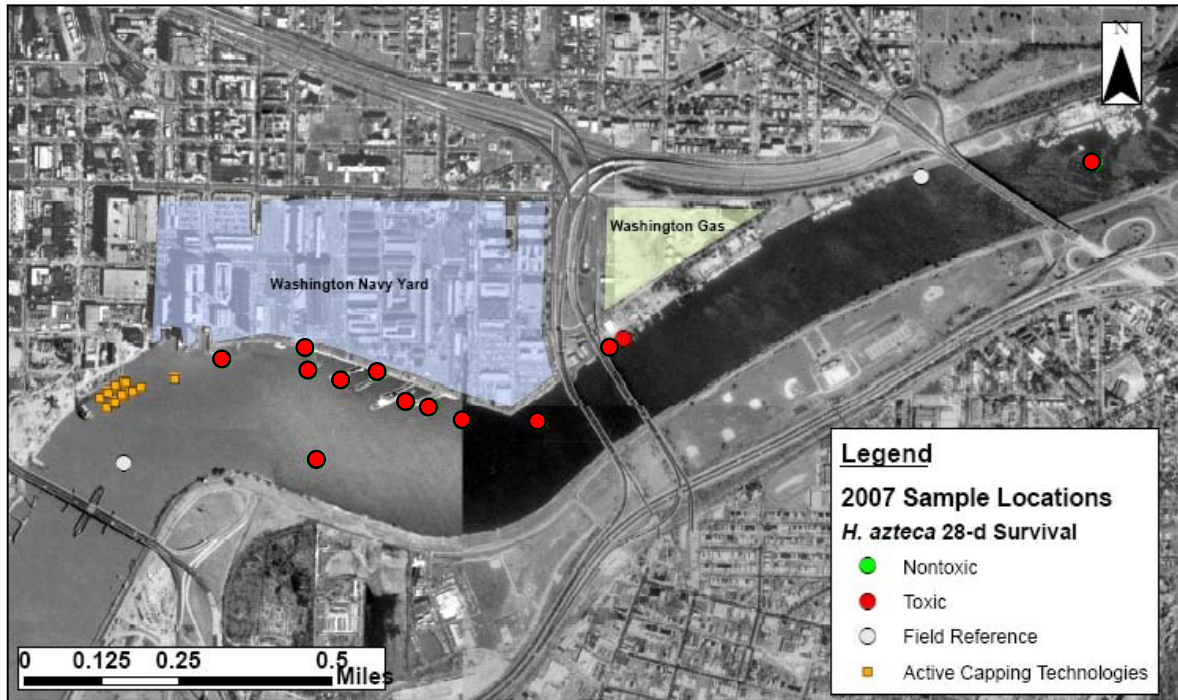 N
Washington Gas
Washington Navy Yard
Legend
2007 Sample Locations
H. azteca 28-d Survival
Nontoxic
Toxic
Field Reference
Active Capping Technologies
0 0.125 0.25 0.5
Miles